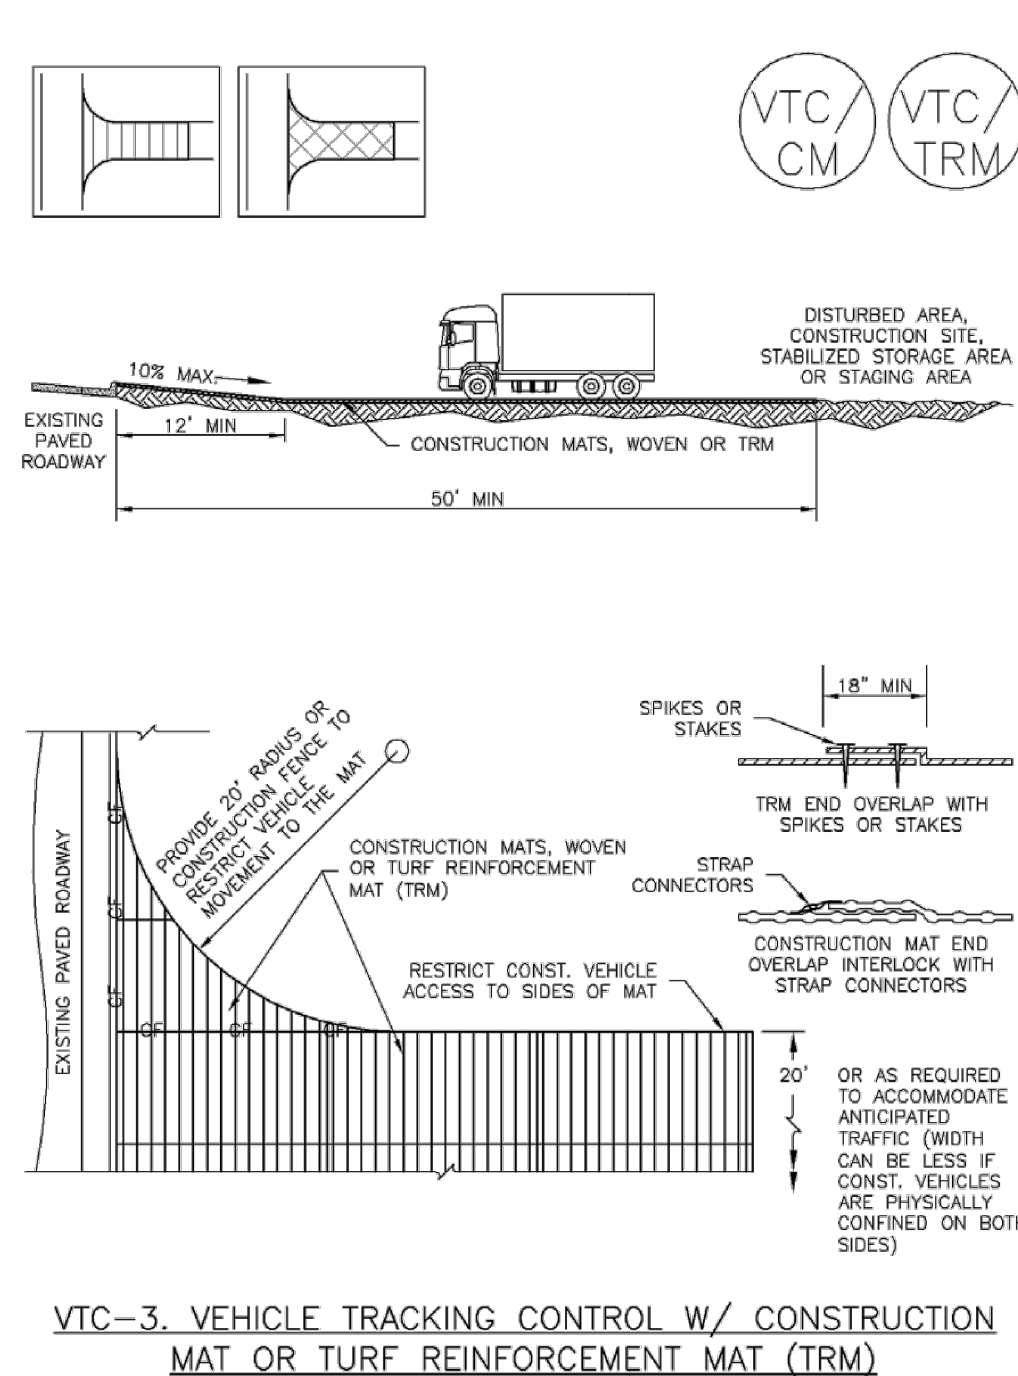 VTC/
CM
VTC/
TRM
DISTURBED AREA,
CONSTRUCTION SITE,
STABILIZED STORAGE AREA
OR STAGING AREA
10% MAX.
EXISTING
PAVED
ROADWAY
12' MIN
CONSTRUCTION MATS, WOVEN OR TRM
50' MIN
PROVIDE 20' RADIUS OR
CONSTRUCTION FENCE TO
RESTRICT VEHICLE
MOVEMENT TO THE MAT
18" MIN
SPIKES OR
STAKES
TRM END OVERLAP WITH
SPIKES OR STAKES
CONSTRUCTION MATS, WOVEN
OR TURF REINFORCEMENT
MAT (TRM)
STRAP
CONNECTORS
CONSTRUCTION MAT END
OVERLAP INTERLOCK WITH
STRAP CONNECTORS
RESTRICT CONST. VEHICLE
ACCESS TO SIDES OF MAT
EXISTING PAVED ROADWAY
CF
CF
CF
CF
CF
CF
20'
OR AS REQUIRED
TO ACCOMMODATE
ANTICIPATED
TRAFFIC (WIDTH
CAN BE LESS IF
CONST. VEHICLES
ARE PHYSICALLY
CONFINED ON BOTH
SIDES)
VTC-3. VEHICLE TRACKING CONTROL W/ CONSTRUCTION
MAT OR TURF REINFORCEMENT MAT (TRM)